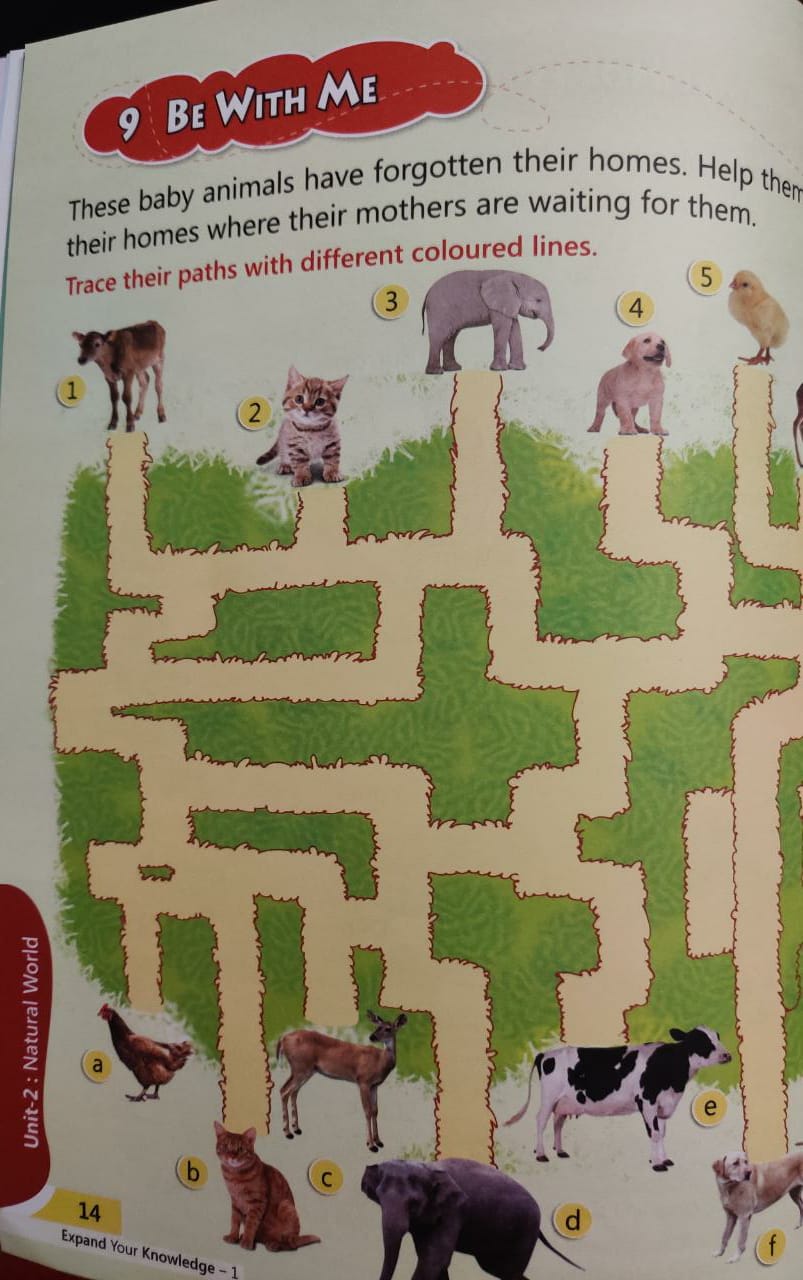 9 BE WITH ME
These baby animals have forgotten their homes. Help them
their homes where their mothers are waiting for them.
Trace their paths with different coloured lines.
1
2
3
4
5
a
b
c
d
e
f
Unit-2 : Natural World
14
Expand Your Knowledge – 1